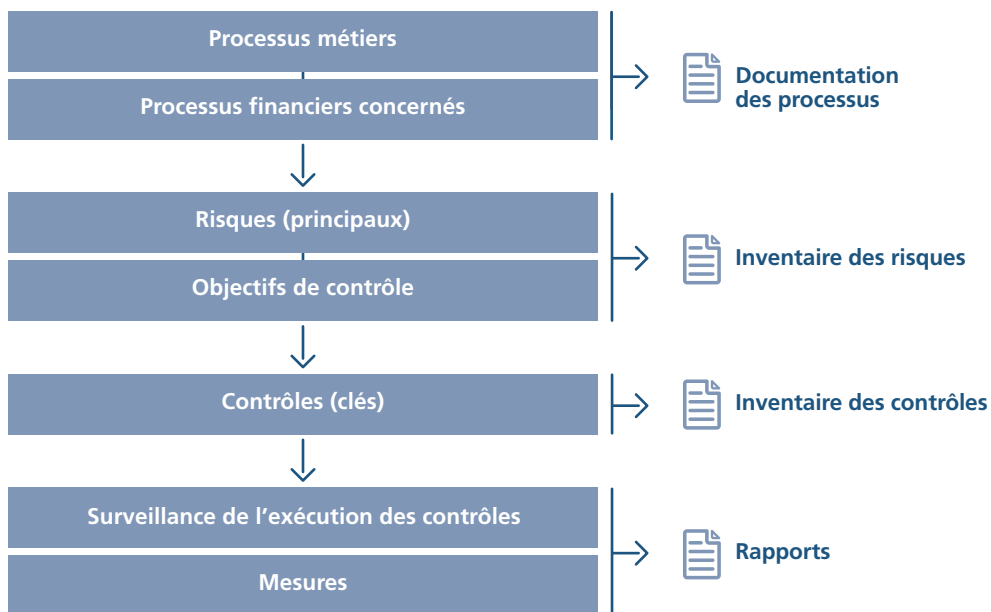 Processus métiers
Processus financiers concernés
Documentation
des processus
Risques (principaux)
Objectifs de contrôle
Inventaire des risques
Contrôles (clés)
Inventaire des contrôles
Surveillance de l’exécution des contrôles
Mesures
Rapports